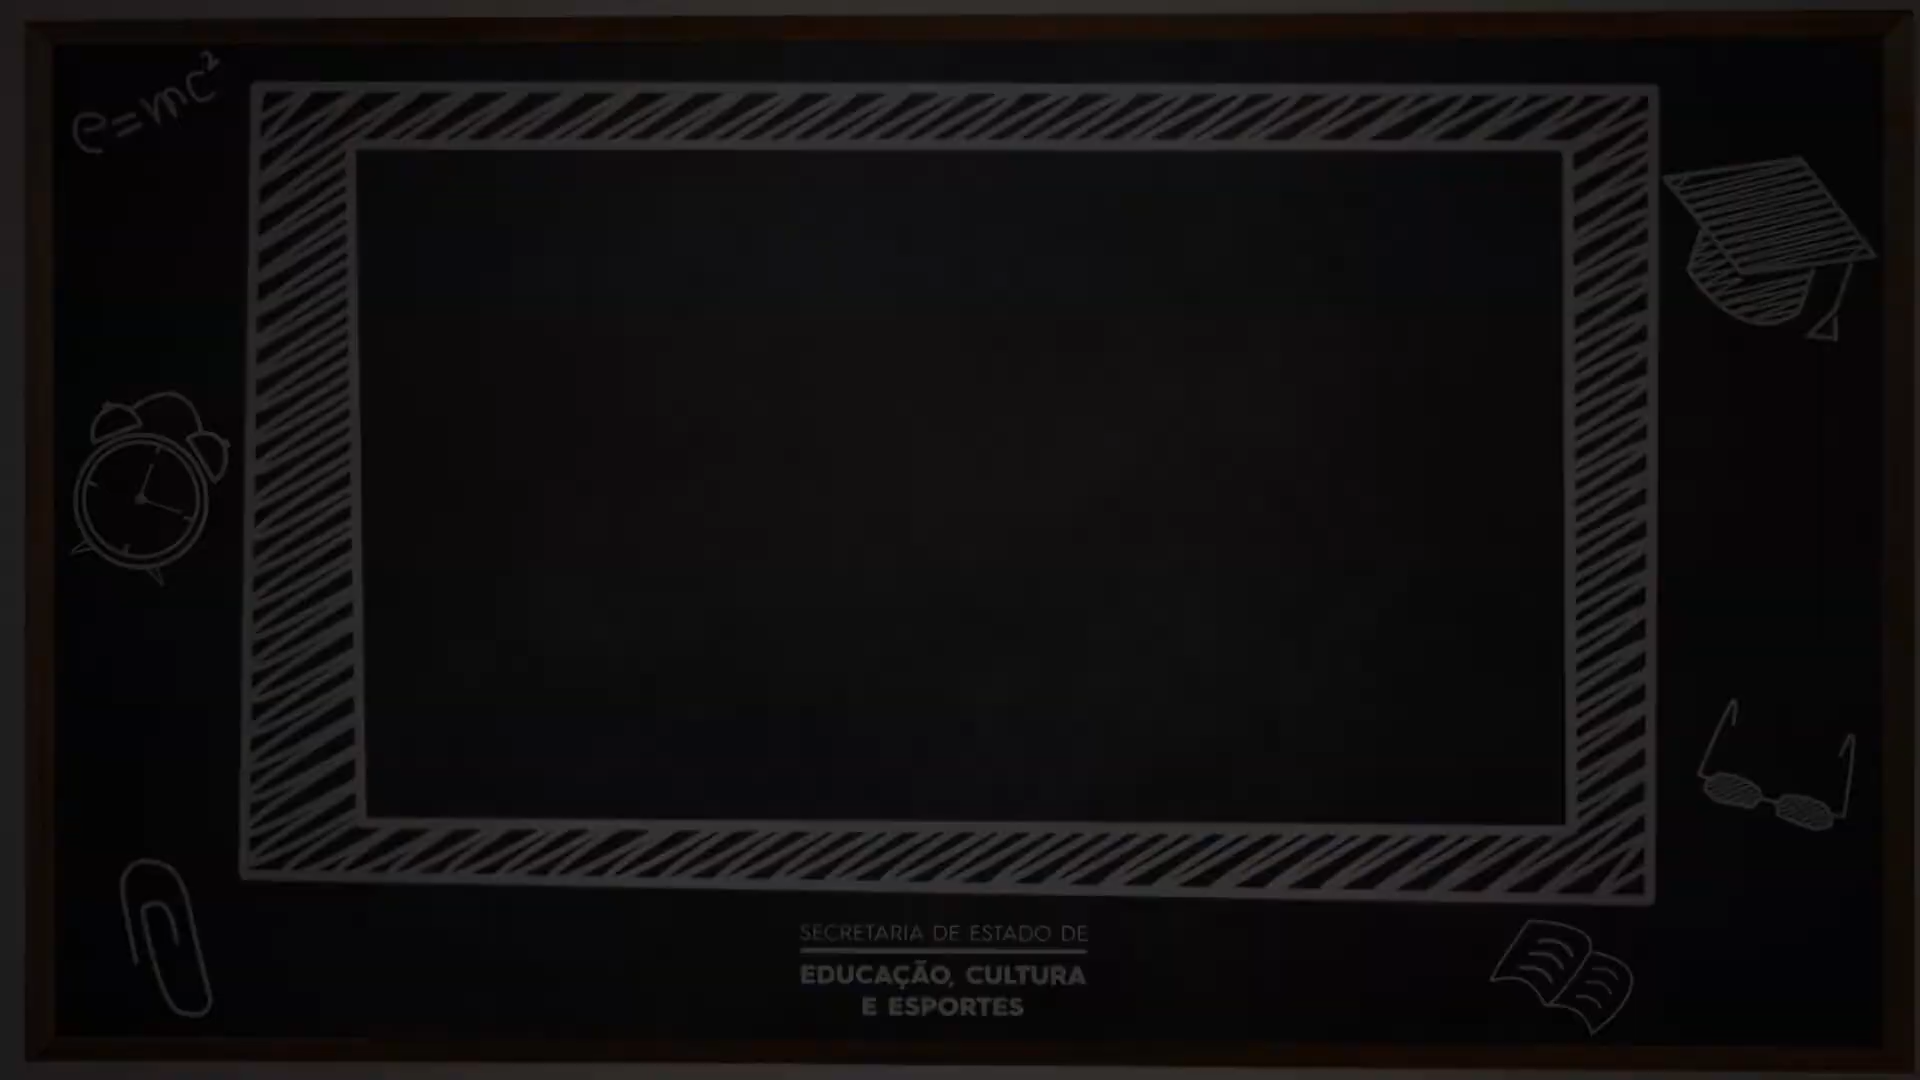 e=mc²
SECRETARIA DE ESTADO DE
EDUCAÇÃO, CULTURA
E ESPORTES